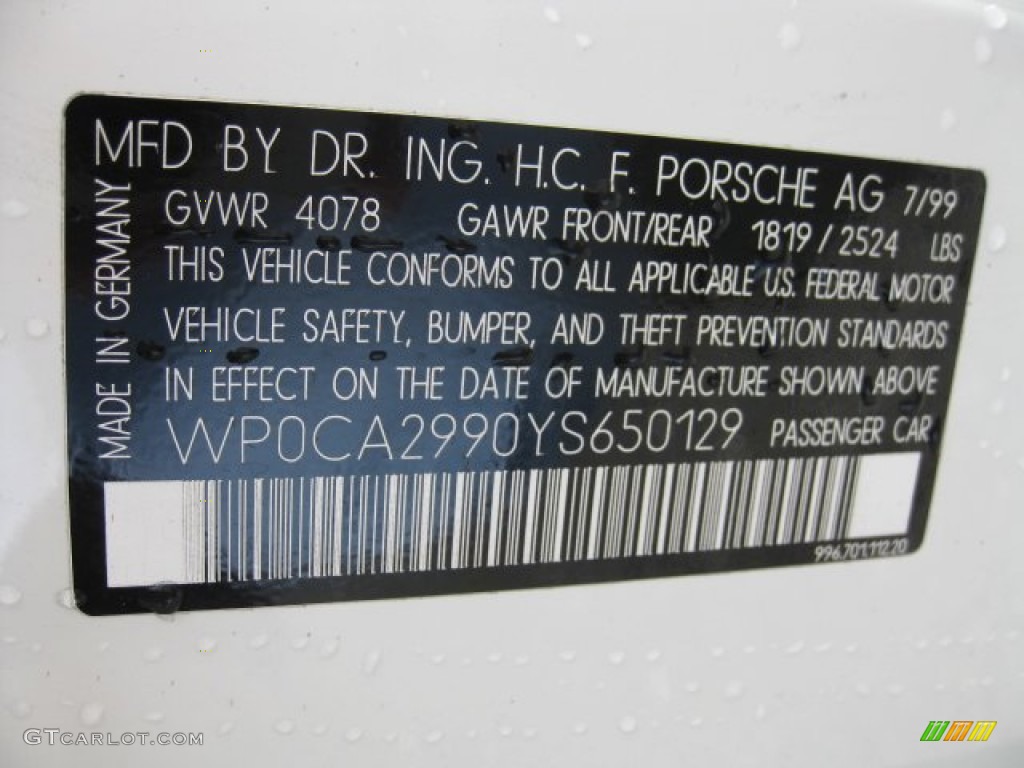 MFD BY DR. ING. H.C. F. PORSCHE AG 7/99
GVWR 4078 GAWR FRONT/REAR 1819 / 2524 LBS
THIS VEHICLE CONFORMS TO ALL APPLICABLE U.S. FEDERAL MOTOR
VEHICLE SAFETY, BUMPER, AND THEFT PREVENTION STANDARDS
IN EFFECT ON THE DATE OF MANUFACTURE SHOWN ABOVE
WP0CA2990YS650129 PASSENGER CAR
MADE IN GERMANY
996.701.112.20
GTCARLOT.COM